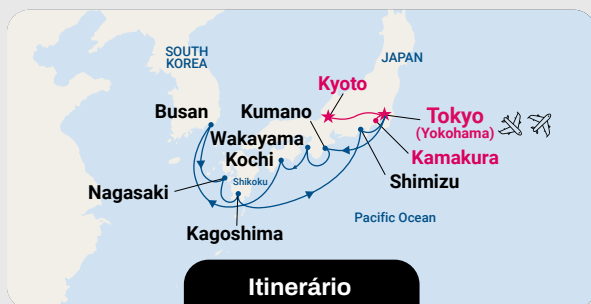 SOUTH
KOREA
JAPAN
Kyoto
Busan
Kumano
Tokyo
(Yokohama)
Wakayama
Kochi
Kamakura
Shikoku
Shimizu
Nagasaki
Pacific Ocean
Kagoshima
Itinerário